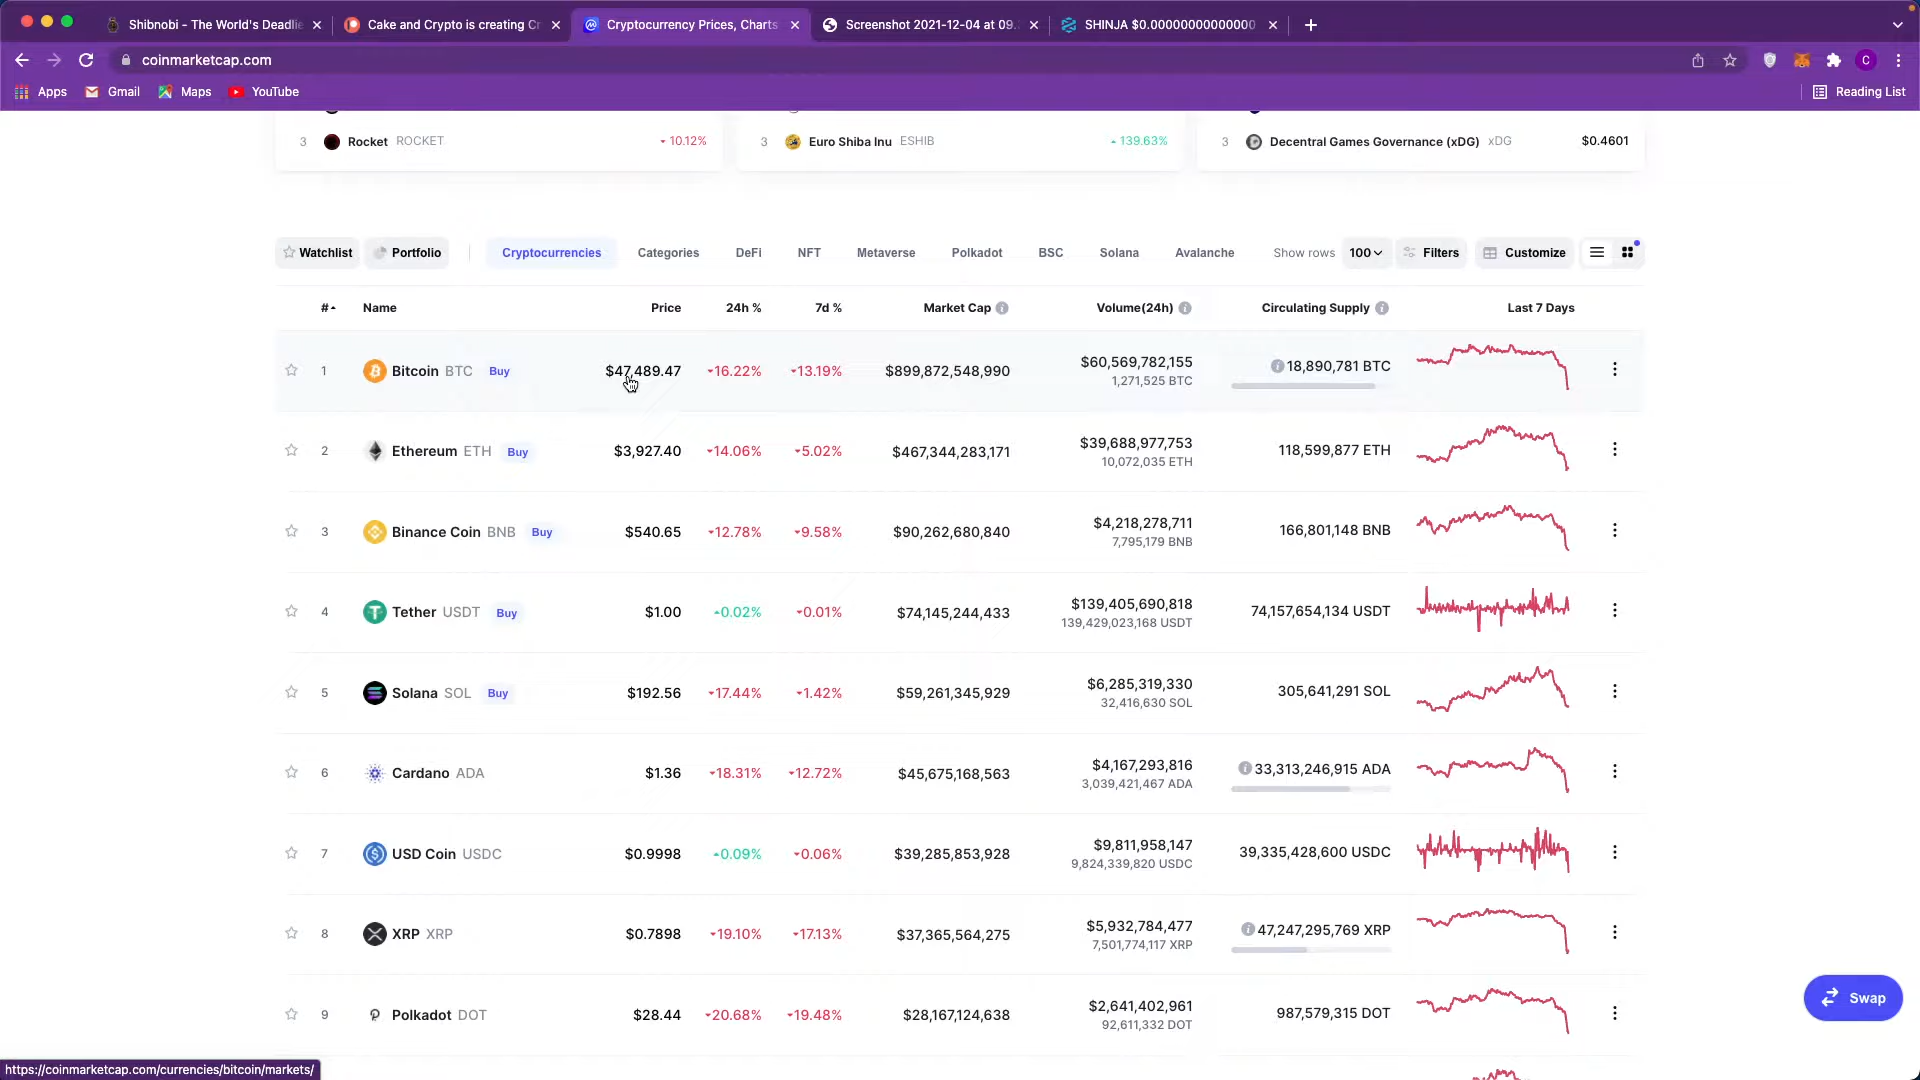 Shibnobi - The World's Deadlie
Cake and Crypto is creating Cr
Cryptocurrency Prices, Charts
Screenshot 2021-12-04 at 09.
SHINJA $0.00000000000000
coinmarketcap.com
C
Apps
Gmail
Maps
YouTube
Reading List
3 Rocket ROCKET 10.12%
3 Euro Shiba Inu ESHIB 139.63%
3 Decentral Games Governance (xDG) xDG $0.4601
Watchlist
Portfolio
Cryptocurrencies
Categories
DeFi
NFT
Metaverse
Polkadot
BSC
Solana
Avalanche
Show rows
100
Filters
Customize
# Name Price 24h % 7d % Market Cap Volume(24h) Circulating Supply Last 7 Days
1 Bitcoin BTC Buy $47,489.47 16.22% 13.19% $899,872,548,990 $60,569,782,155 18,890,781 BTC
1,271,525 BTC
2 Ethereum ETH Buy $3,927.40 14.06% 5.02% $467,344,283,171 $39,688,977,753 118,599,877 ETH
10,072,035 ETH
3 Binance Coin BNB Buy $540.65 12.78% 9.58% $90,262,680,840 $4,218,278,711 166,801,148 BNB
7,795,179 BNB
4 Tether USDT Buy $1.00 0.02% 0.01% $74,145,244,433 $139,405,690,818 74,157,654,134 USDT
139,429,023,168 USDT
5 Solana SOL Buy $192.56 17.44% 1.42% $59,261,345,929 $6,285,319,330 305,641,291 SOL
32,416,630 SOL
6 Cardano ADA $1.36 18.31% 12.72% $45,675,168,563 $4,167,293,816 33,313,246,915 ADA
3,039,421,467 ADA
7 USD Coin USDC $0.9998 0.09% 0.06% $39,285,853,928 $9,811,958,147 39,335,428,600 USDC
9,824,339,820 USDC
8 XRP XRP $0.7898 19.10% 17.13% $37,365,564,275 $5,932,784,477 47,247,295,769 XRP
7,501,774,117 XRP
9 Polkadot DOT $28.44 20.68% 19.48% $28,167,124,638 $2,641,402,961 987,579,315 DOT
92,611,332 DOT
Swap
https://coinmarketcap.com/currencies/bitcoin/markets/